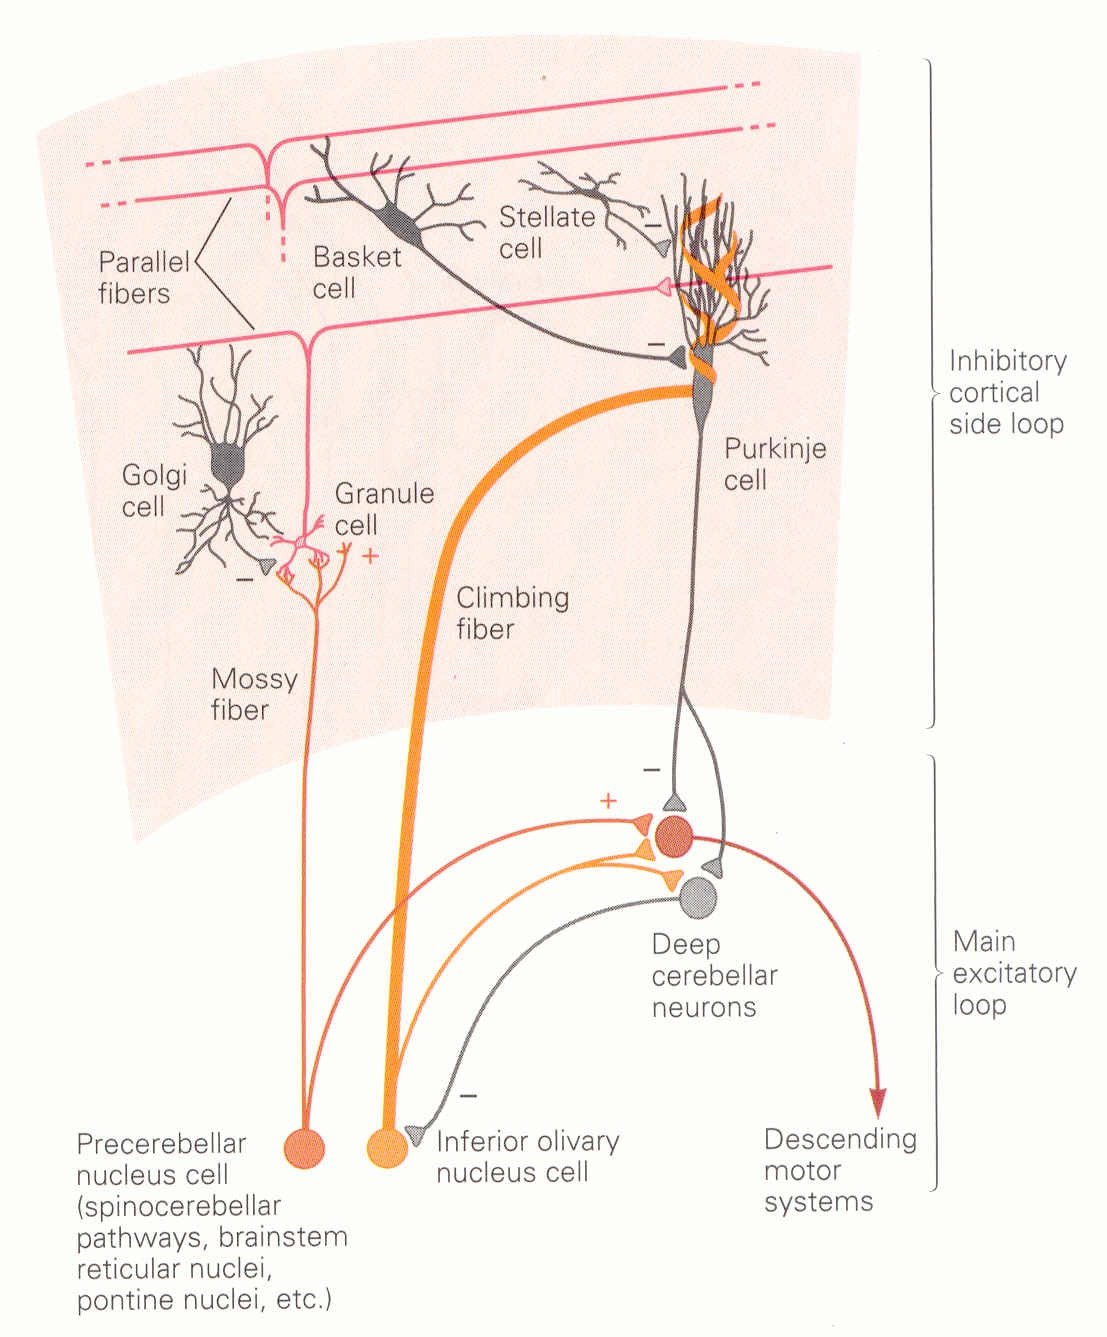 Parallel
fibers
Basket
cell
Stellate
cell
−
−
Inhibitory
cortical
side loop
Golgi
cell
Granule
cell
+
−
Purkinje
cell
Climbing
fiber
Mossy
fiber
−
+
Deep
cerebellar
neurons
Main
excitatory
loop
−
Precerebellar
nucleus cell
(spinocerebellar
pathways, brainstem
reticular nuclei,
pontine nuclei, etc.)
Inferior olivary
nucleus cell
Descending
motor
systems